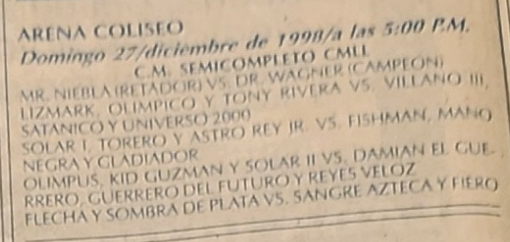 ARENA COLISEO
Domingo 27/diciembre de 1998/a las 5:00 P.M.
C.M. SEMICOMPLETO CMLL
MR. NIEBLA (RETADOR) VS. DR. WAGNER (CAMPEON)
LIZMARK, OLIMPICO Y TONY RIVERA VS. VILLANO III,
SATANICO Y UNIVERSO 2000
SOLAR I, TORERO Y ASTRO REY JR. VS. FISHMAN, MANO
NEGRA Y GLADIADOR
OLIMPUS, KID GUZMAN Y SOLAR II VS. DAMIAN EL GUE-
RRERO, GUERRERO DEL FUTURO Y REYES VELOZ
FLECHA Y SOMBRA DE PLATA VS. SANGRE AZTECA Y FIERO